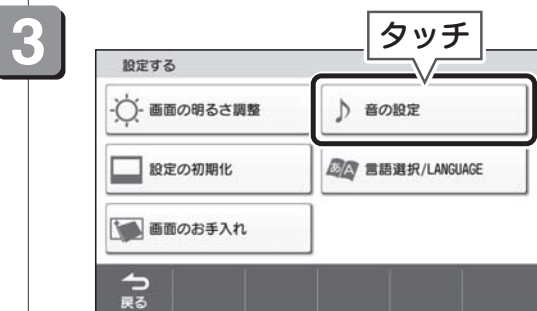 3
タッチ
設定する
画面の明るさ調整
音の設定
設定の初期化
あ/A 言語選択/LANGUAGE
画面のお手入れ
戻る